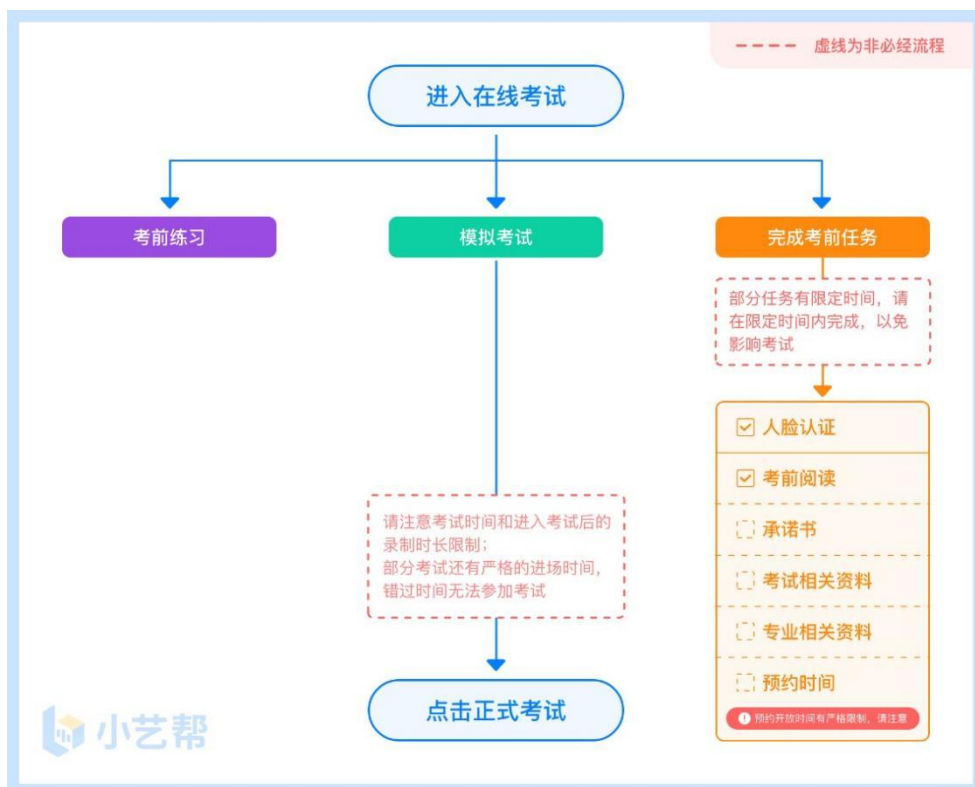 虚线为非必经流程
进入在线考试
考前练习
模拟考试
完成考前任务
部分任务有限定时间，请
在限定时间内完成，以免
影响考试
人脸认证
考前阅读
承诺书
考试相关资料
专业相关资料
预约时间
预约开放时间有严格限制，请注意
请注意考试时间和进入考试后的
录制时长限制；
部分考试还有严格的进场时间，
错过时间无法参加考试
点击正式考试
小艺帮